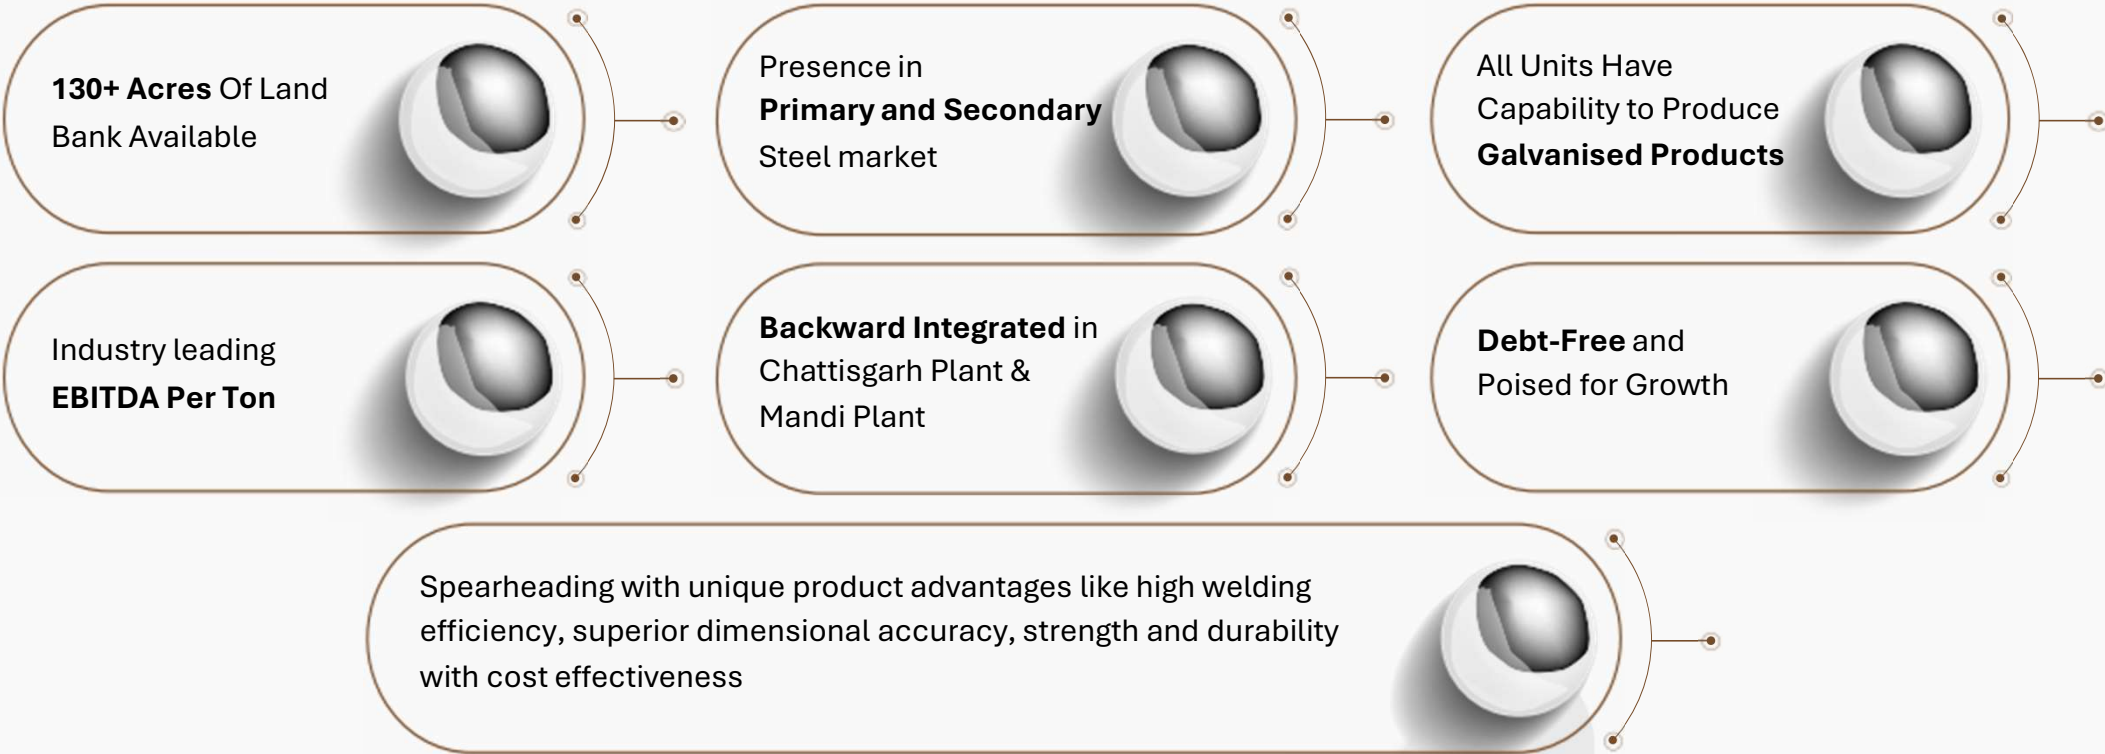 130+ Acres Of Land
Bank Available
Presence in
Primary and Secondary
Steel market
All Units Have
Capability to Produce
Galvanised Products
Industry leading
EBITDA Per Ton
Backward Integrated in
Chattisgarh Plant &
Mandi Plant
Debt-Free and
Poised for Growth
Spearheading with unique product advantages like high welding
efficiency, superior dimensional accuracy, strength and durability
with cost effectiveness